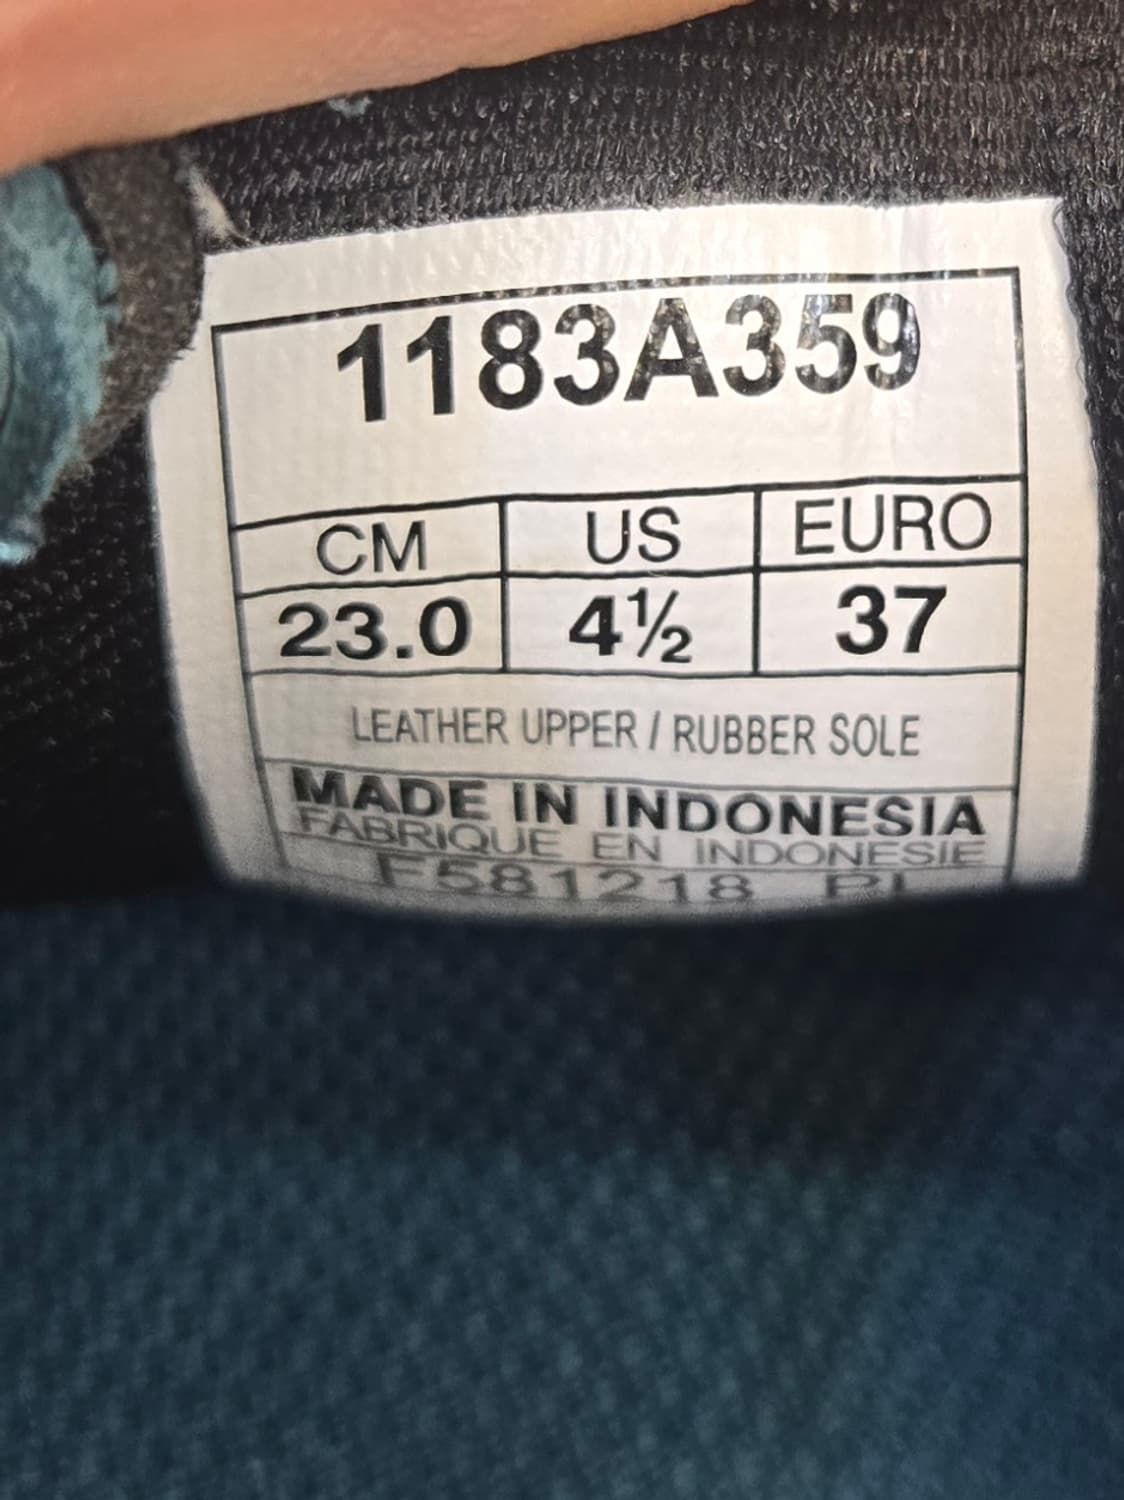 1183A359
CM US EURO
23.0 4½ 37
LEATHER UPPER / RUBBER SOLE
MADE IN INDONESIA
FABRIQUE EN INDONESIE
F581218